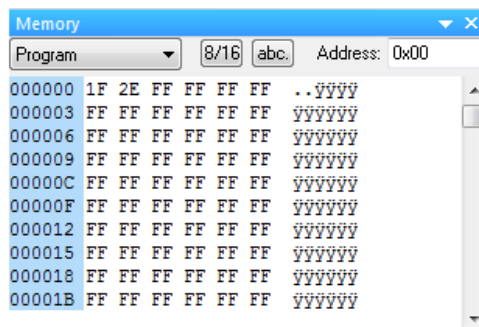 Memory
Program 8/16 abc. Address: 0x00
000000 1F 2E FF FF FF FF ..ÿÿÿÿ
000003 FF FF FF FF FF FF ÿÿÿÿÿÿ
000006 FF FF FF FF FF FF ÿÿÿÿÿÿ
000009 FF FF FF FF FF FF ÿÿÿÿÿÿ
00000C FF FF FF FF FF FF ÿÿÿÿÿÿ
00000F FF FF FF FF FF FF ÿÿÿÿÿÿ
000012 FF FF FF FF FF FF ÿÿÿÿÿÿ
000015 FF FF FF FF FF FF ÿÿÿÿÿÿ
000018 FF FF FF FF FF FF ÿÿÿÿÿÿ
00001B FF FF FF FF FF FF ÿÿÿÿÿÿ